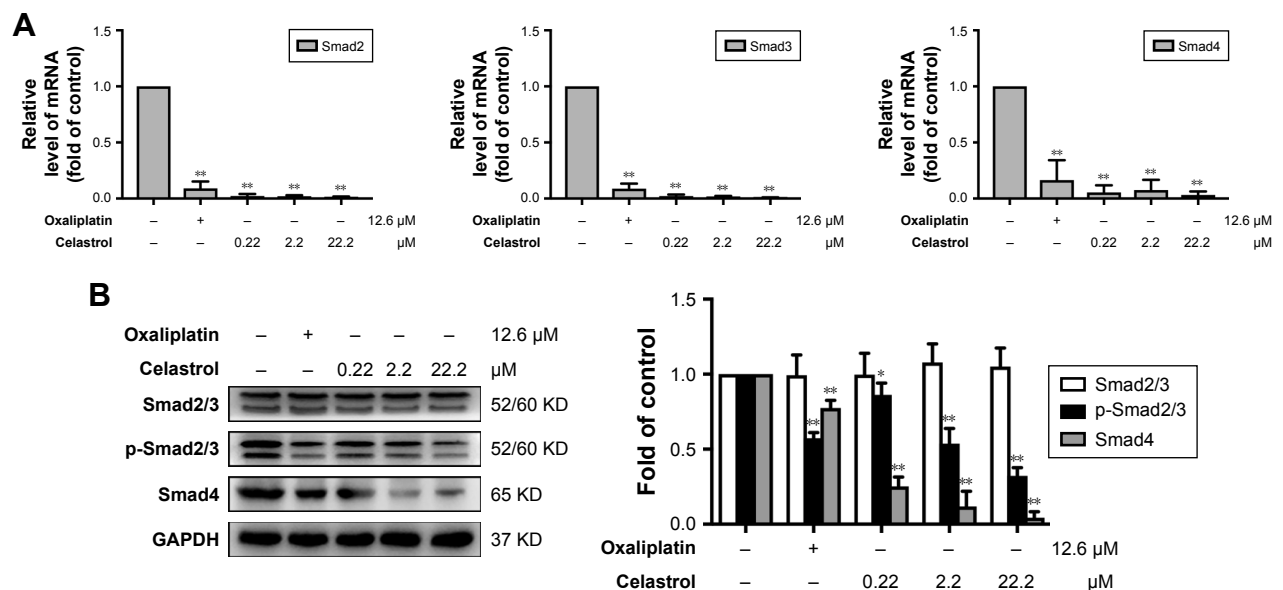 A
Relative
level of mRNA
(fold of control)
1.5
1.0
0.5
0.0
Smad2
** ** ** **
Oxaliplatin – + 12.6 µM
Celastrol – – 0.22 2.2 22.2 µM
Relative
level of mRNA
(fold of control)
1.5
1.0
0.5
0.0
Smad3
** ** ** **
Oxaliplatin – + 12.6 µM
Celastrol – – 0.22 2.2 22.2 µM
Relative
level of mRNA
(fold of control)
1.5
1.0
0.5
0.0
Smad4
** ** ** **
Oxaliplatin – + 12.6 µM
Celastrol – – 0.22 2.2 22.2 µM
B
Oxaliplatin – + – – – 12.6 µM
Celastrol – – 0.22 2.2 22.2 µM
Smad2/3 52/60 KD
p-Smad2/3 52/60 KD
Smad4 65 KD
GAPDH 37 KD
Fold of control
1.5
1.0
0.5
0.0
** ** * ** ** ** ** **
Smad2/3
p-Smad2/3
Smad4
Oxaliplatin – + – – – 12.6 µM
Celastrol – – 0.22 2.2 22.2 µM